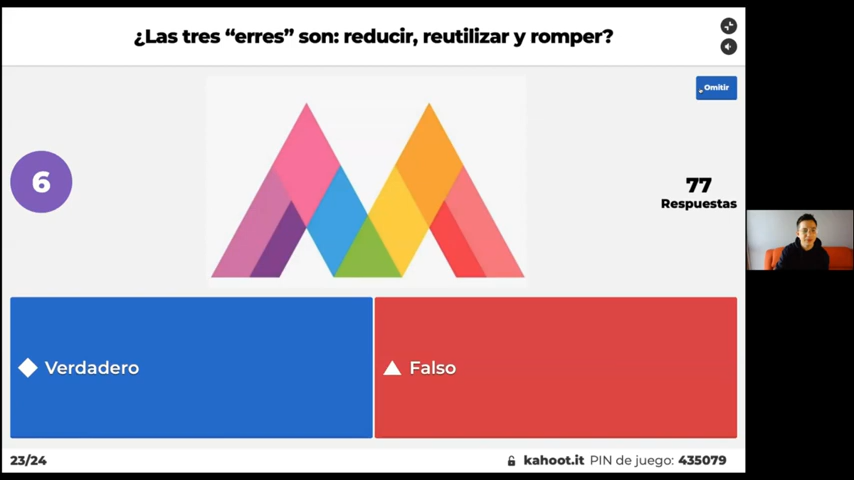 ¿Las tres “erres” son: reducir, reutilizar y romper?
Omitir
6
77
Respuestas
Verdadero
Falso
23/24
kahoot.it PIN de juego: 435079